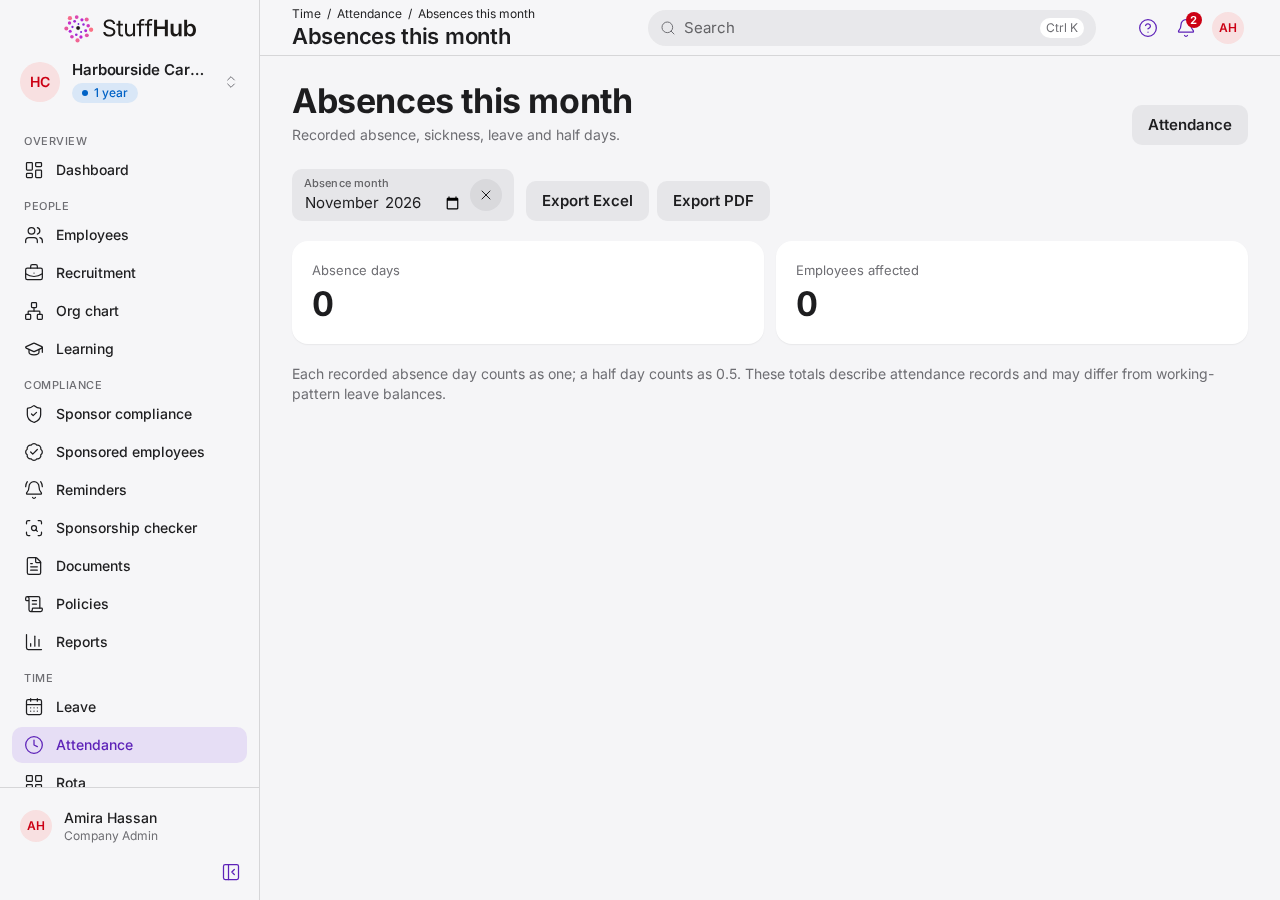 StuffHub
HC
Harbourside Car...
1 year
OVERVIEW
Dashboard
PEOPLE
Employees
Recruitment
Org chart
Learning
COMPLIANCE
Sponsor compliance
Sponsored employees
Reminders
Sponsorship checker
Documents
Policies
Reports
TIME
Leave
Attendance
Rota
AH
Amira Hassan
Company Admin
Time / Attendance / Absences this month
Absences this month
Search
Ctrl K
2
AH
Absences this month
Recorded absence, sickness, leave and half days.
Attendance
Absence month
November 2026
Export Excel
Export PDF
Absence days
0
Employees affected
0
Each recorded absence day counts as one; a half day counts as 0.5. These totals describe attendance records and may differ from working-
pattern leave balances.